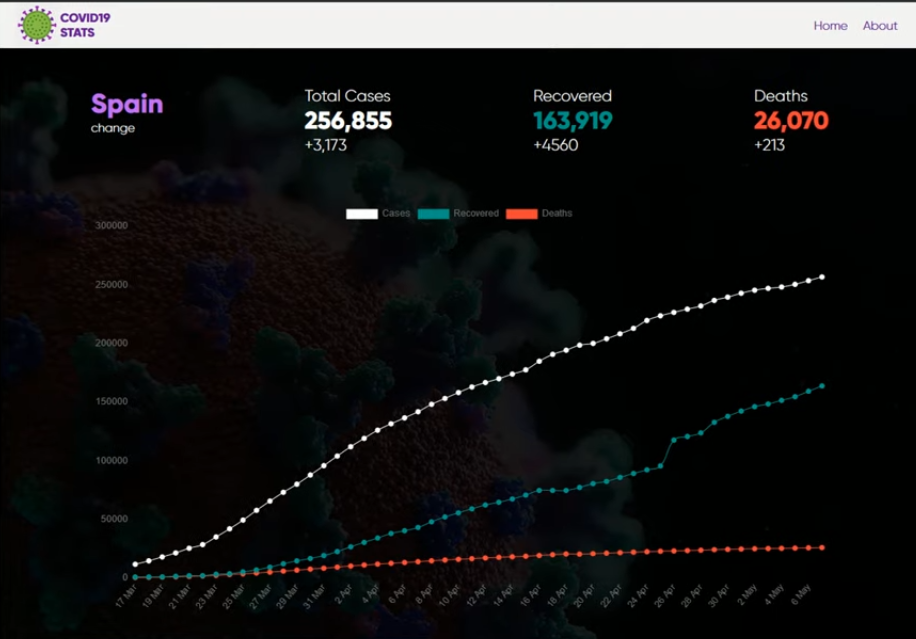 COVID19
STATS
Home
About
Spain
change
Total Cases
256,855
+3,173
Recovered
163,919
+4560
Deaths
26,070
+213
Cases
Recovered
Deaths
300000
250000
200000
150000
100000
50000
0
17 Mar
19 Mar
21 Mar
23 Mar
25 Mar
27 Mar
29 Mar
31 Mar
2 Apr
4 Apr
6 Apr
8 Apr
10 Apr
12 Apr
14 Apr
16 Apr
18 Apr
20 Apr
22 Apr
24 Apr
26 Apr
28 Apr
30 Apr
2 May
4 May
6 May